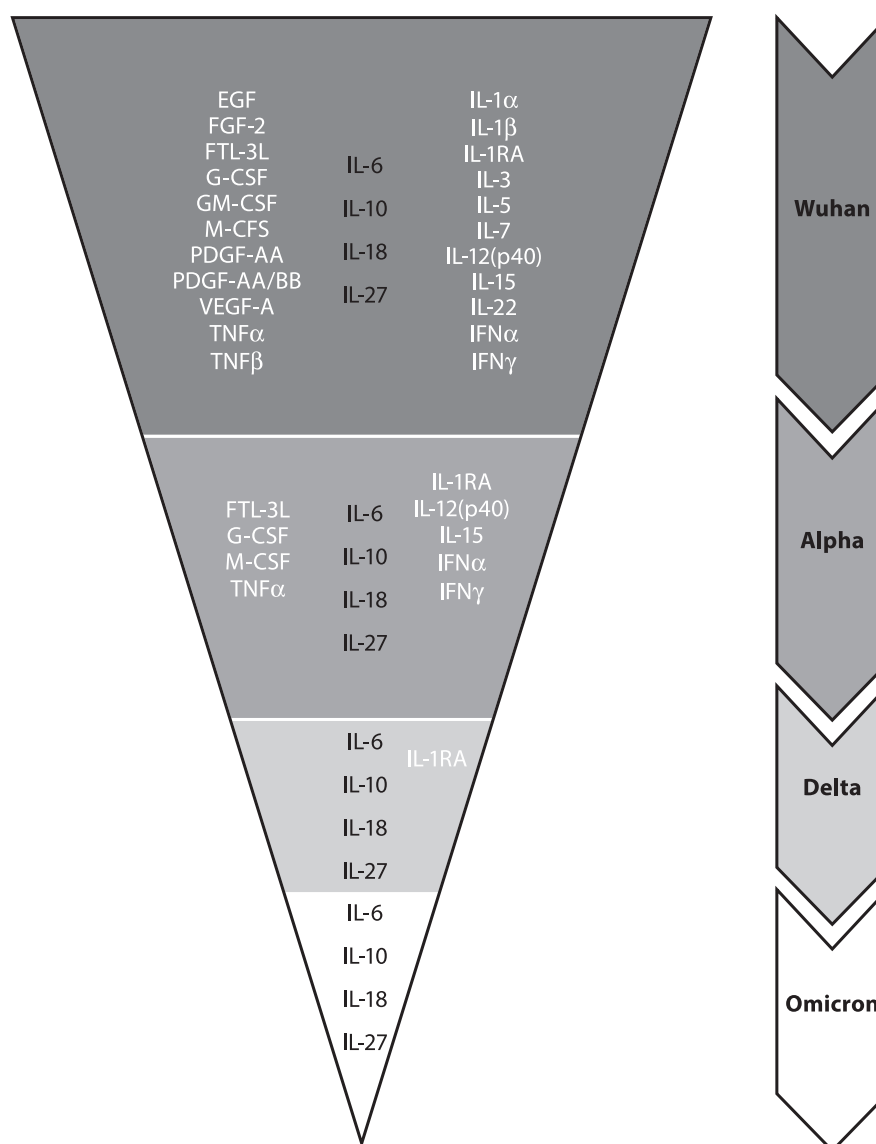 EGF
FGF-2
FTL-3L
G-CSF
GM-CSF
M-CFS
PDGF-AA
PDGF-AA/BB
VEGF-A
TNFα
TNFβ
IL-6
IL-10
IL-18
IL-27
IL-1α
IL-1β
IL-1RA
IL-3
IL-5
IL-7
IL-12(p40)
IL-15
IL-22
IFNα
IFNγ
Wuhan
FTL-3L
G-CSF
M-CSF
TNFα
IL-6
IL-10
IL-18
IL-27
IL-1RA
IL-12(p40)
IL-15
IFNα
IFNγ
Alpha
IL-6
IL-10
IL-18
IL-27
IL-1RA
Delta
IL-6
IL-10
IL-18
IL-27
Omicron